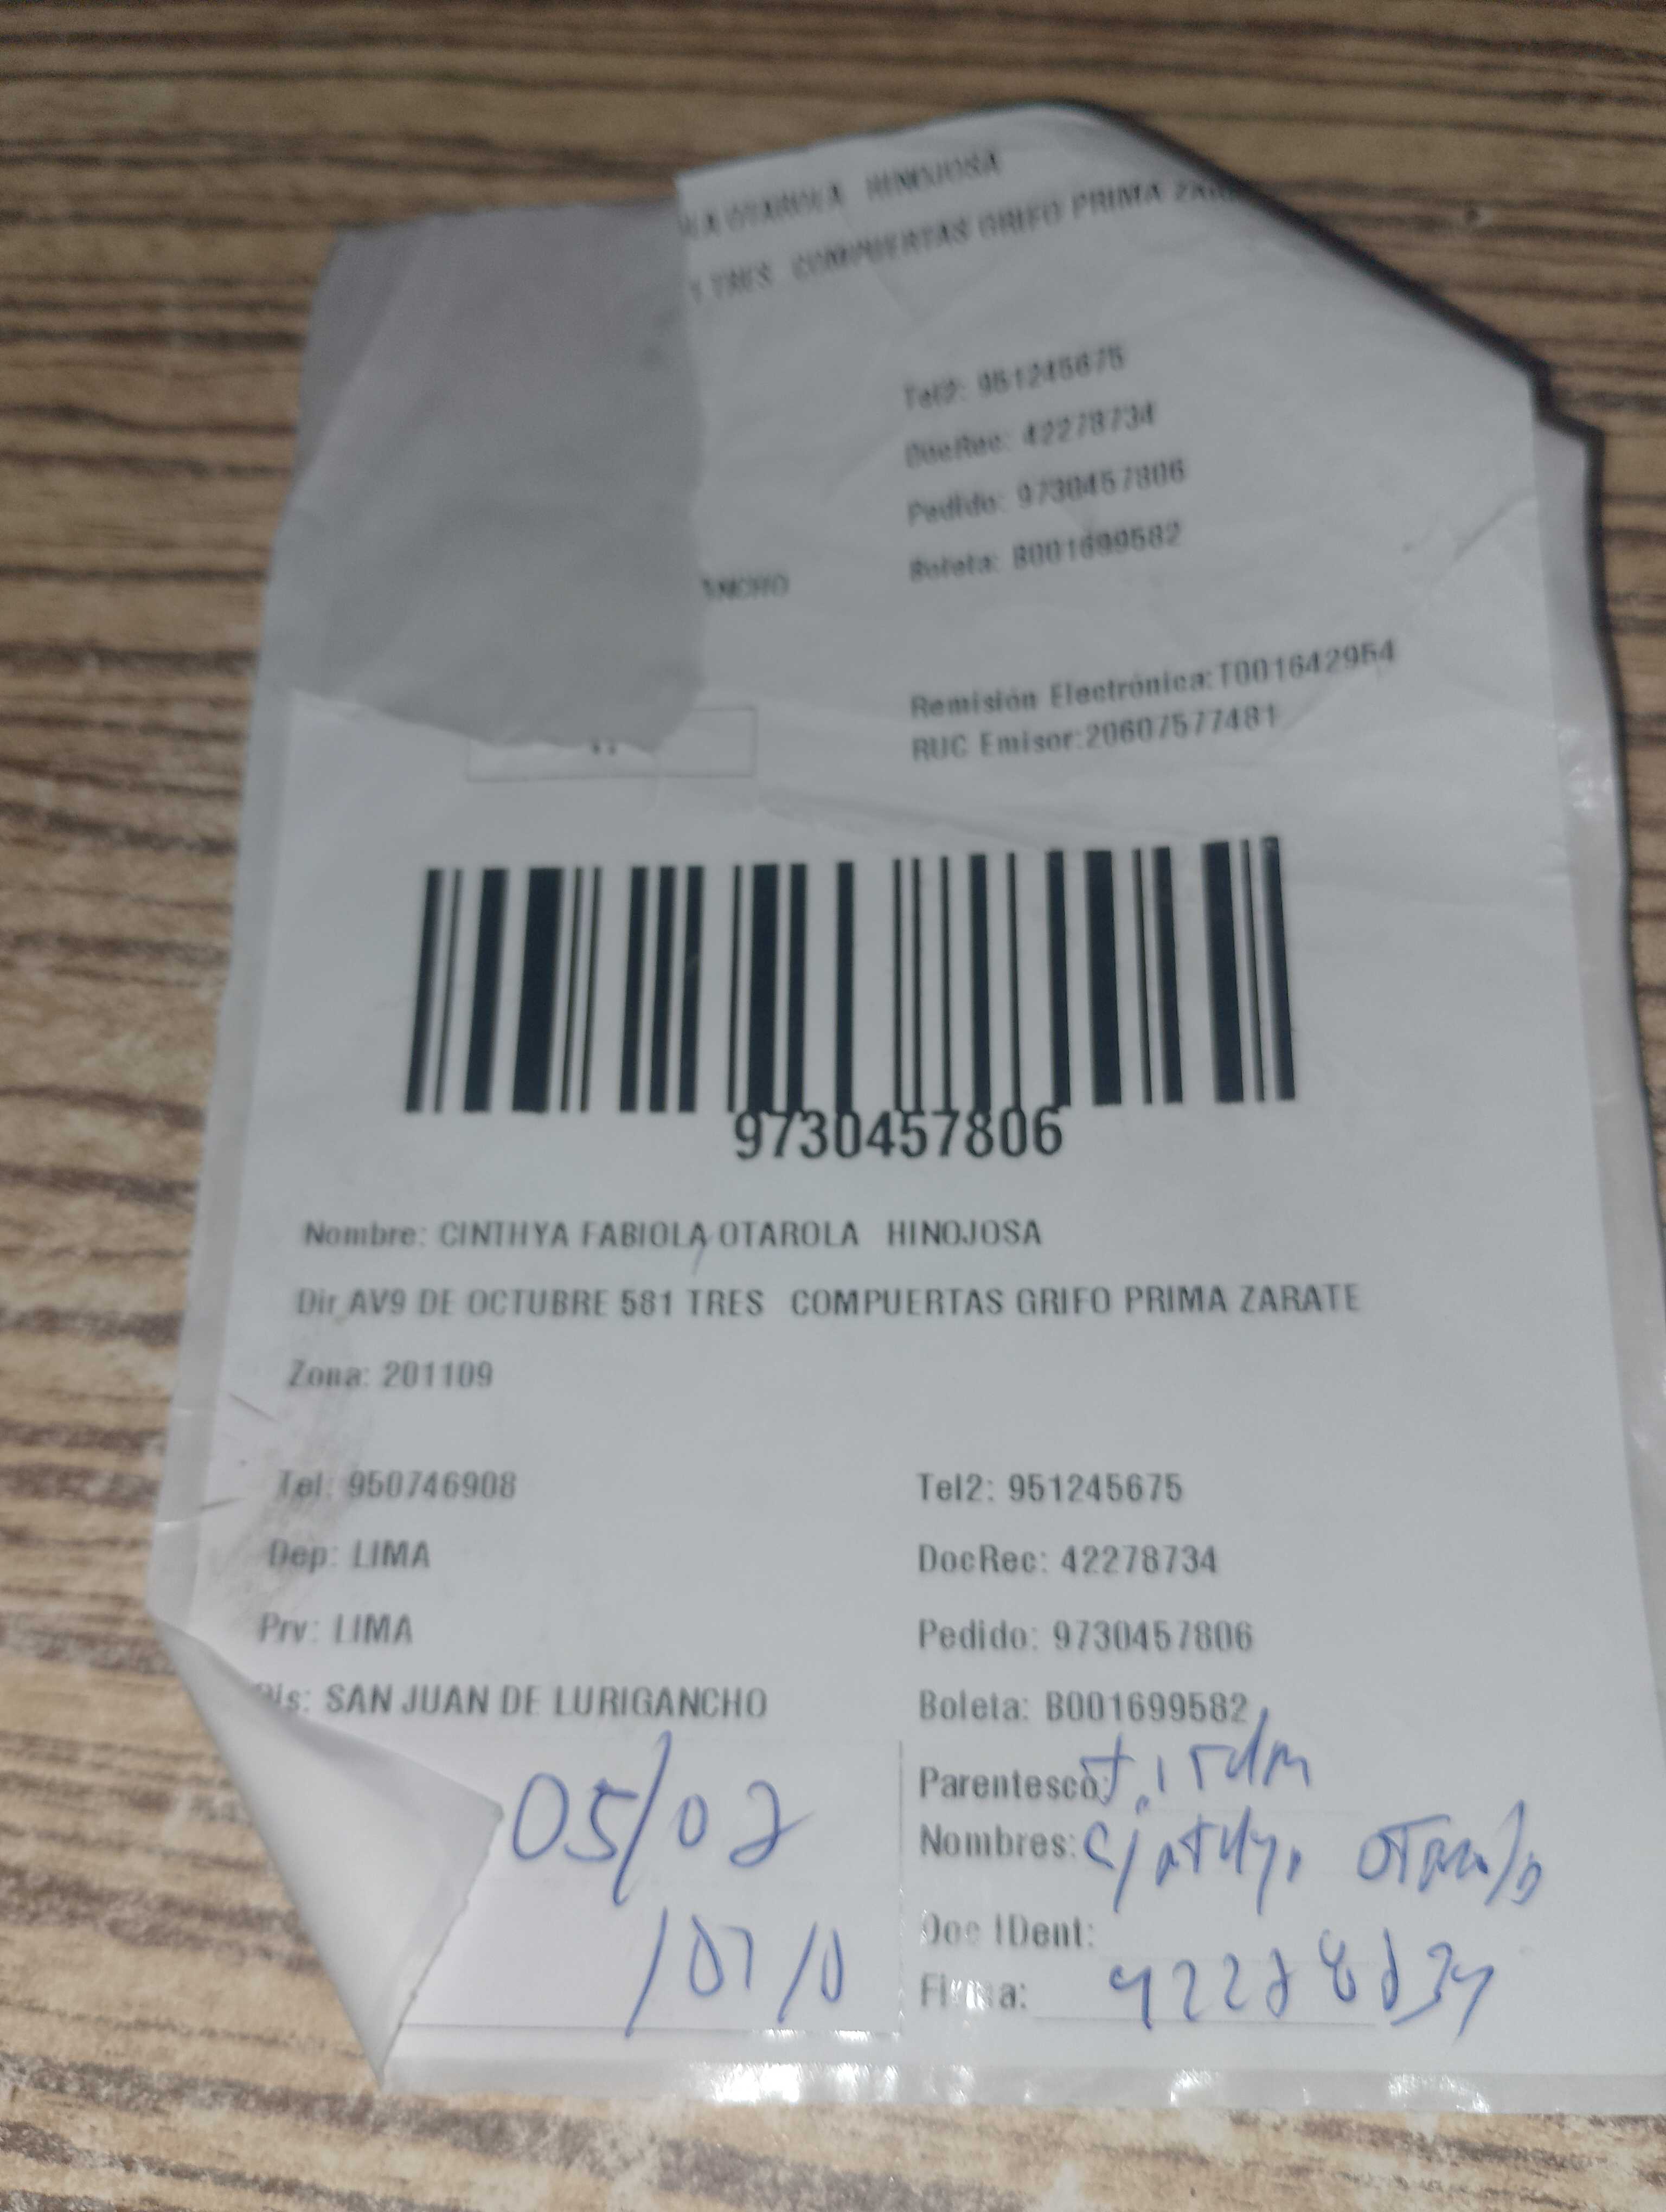 OTAROLA HINOJOSA
TRES COMPUERTAS GRIFO PRIMA
Tel2: 951245675
DocRec: 42278734
Pedido: 9730457806
Boleta: B001699582
Remisión Electrónica:T001642954
RUC Emisor:20607577481
9730457806
Nombre: CINTHYA FABIOLA OTAROLA HINOJOSA
Dir AV9 DE OCTUBRE 581 TRES COMPUERTAS GRIFO PRIMA ZARATE
Zona: 201109
Tel: 950746908
Tel2: 951245675
Dep: LIMA
DocRec: 42278734
Prv: LIMA
Pedido: 9730457806
Dis: SAN JUAN DE LURIGANCHO
Boleta: B001699582
05/02
Parentesco:
Nombres:
Doc IDent:
Firma: 42278734